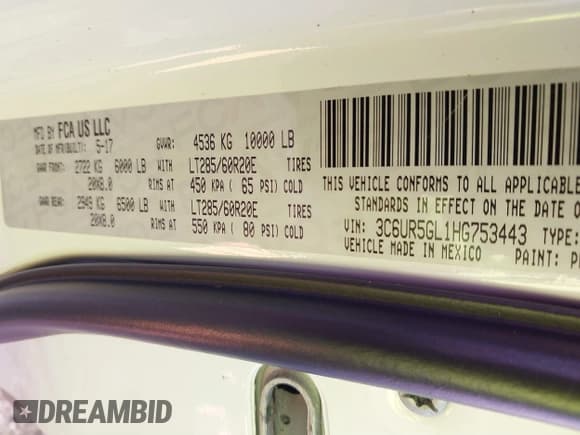 MFD BY FCA US LLC
DATE OF MFR(BUILT): 5-17 GVWR: 4536 KG 10000 LB
GAWR FRONT: 2722 KG 6000 LB WITH LT285/60R20E TIRES
20X8.0 RIMS AT 450 KPA ( 65 PSI) COLD
GAWR REAR: 2949 KG 6500 LB WITH LT285/60R20E TIRES
20X8.0 RIMS AT 550 KPA ( 80 PSI) COLD
THIS VEHICLE CONFORMS TO ALL APPLICABLE
STANDARDS IN EFFECT ON THE DATE O
VIN: 3C6UR5GL1HG753443 TYPE:
VEHICLE MADE IN MEXICO PAINT: P
DREAMBID